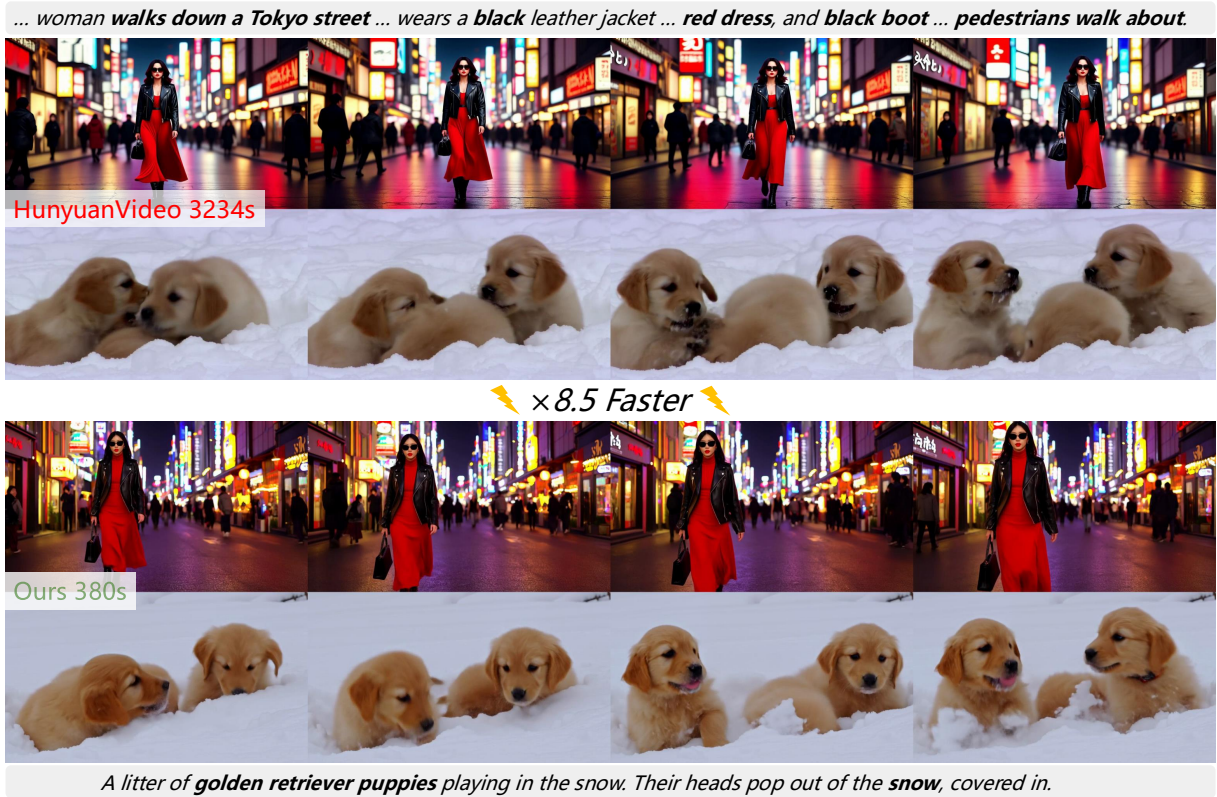 ... woman walks down a Tokyo street ... wears a black leather jacket ... red dress, and black boot ... pedestrians walk about.
HunyuanVideo 3234s
×8.5 Faster
Ours 380s
A litter of golden retriever puppies playing in the snow. Their heads pop out of the snow, covered in.